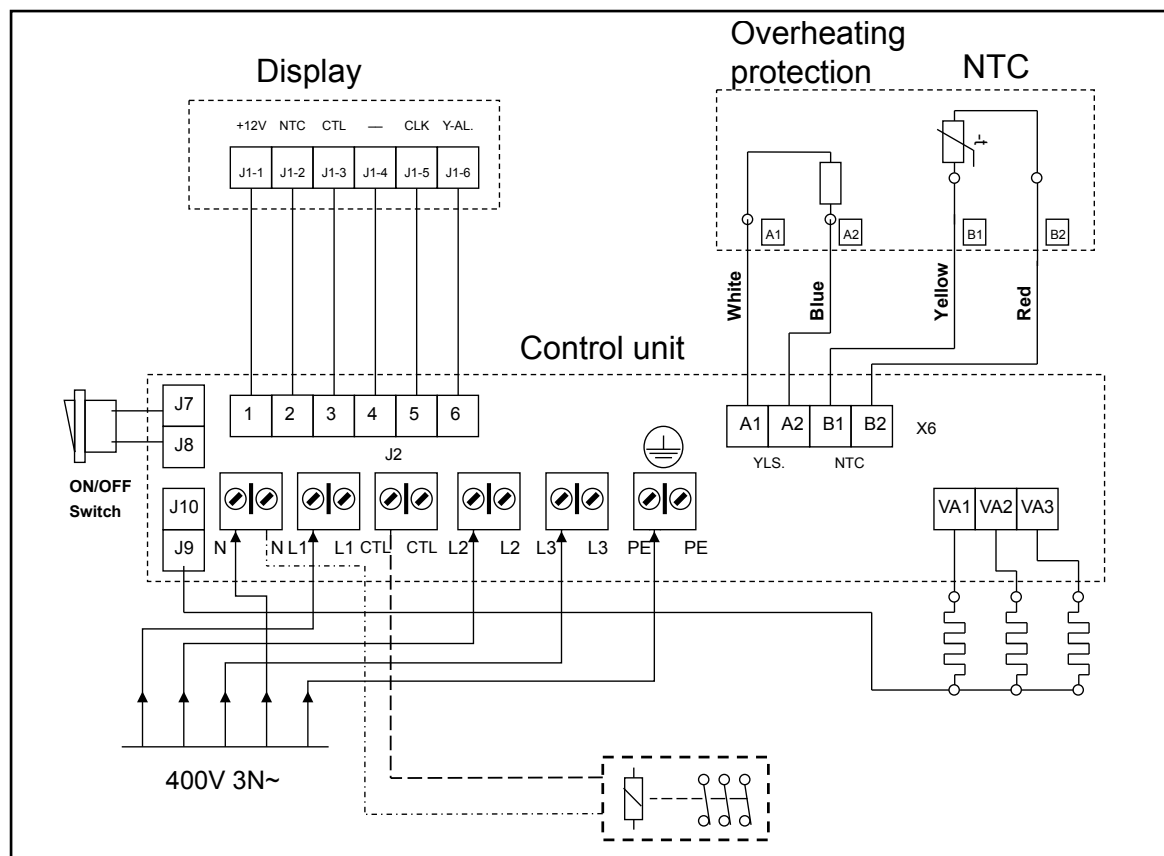 Overheating
protection
NTC
Display
+12V NTC CTL — CLK Y-AL.
J1-1 J1-2 J1-3 J1-4 J1-5 J1-6
-t
A1 A2 B1 B2
White Blue Yellow Red
Control unit
J7
J8
1 2 3 4 5 6
J2
A1 A2 B1 B2
X6
YLS. NTC
ON/OFF
Switch
J10
J9
VA1 VA2 VA3
N N L1 L1 CTL CTL L2 L2 L3 L3 PE PE
400V 3N~